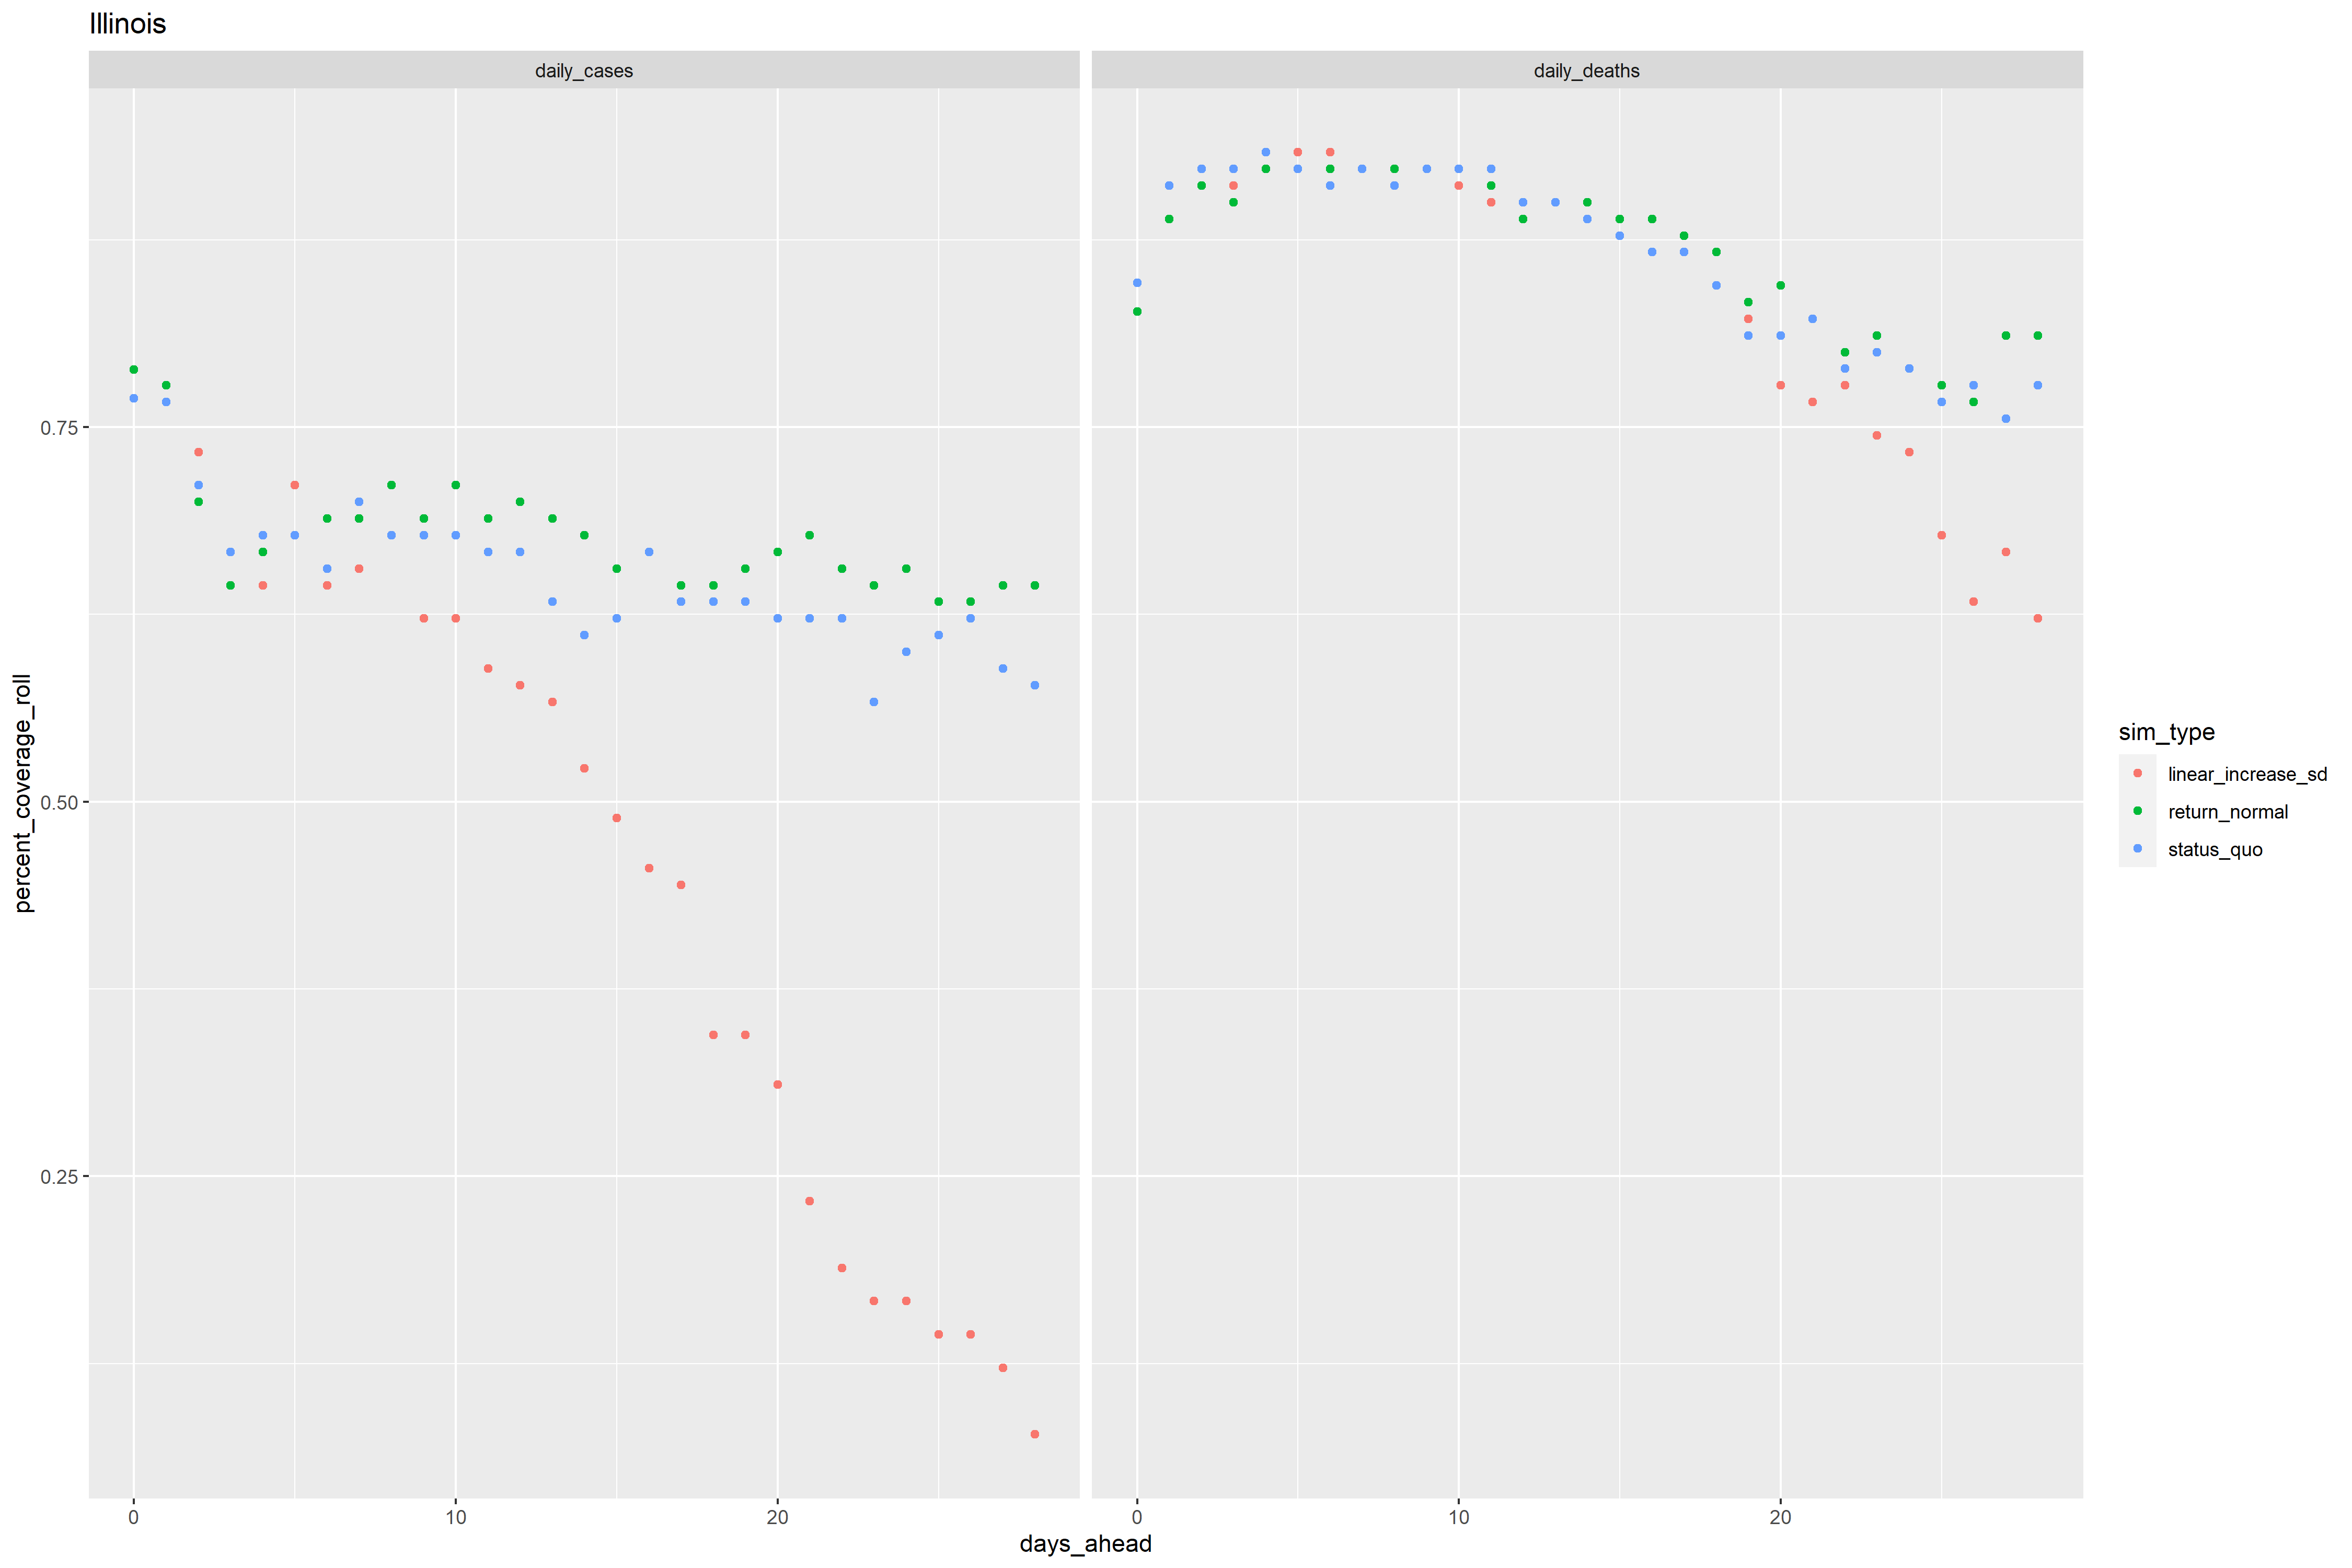 Illinois
daily_cases
daily_deaths
percent_coverage_roll
0.75
0.50
0.25
0
10
20
0
10
20
days_ahead
sim_type
linear_increase_sd
return_normal
status_quo